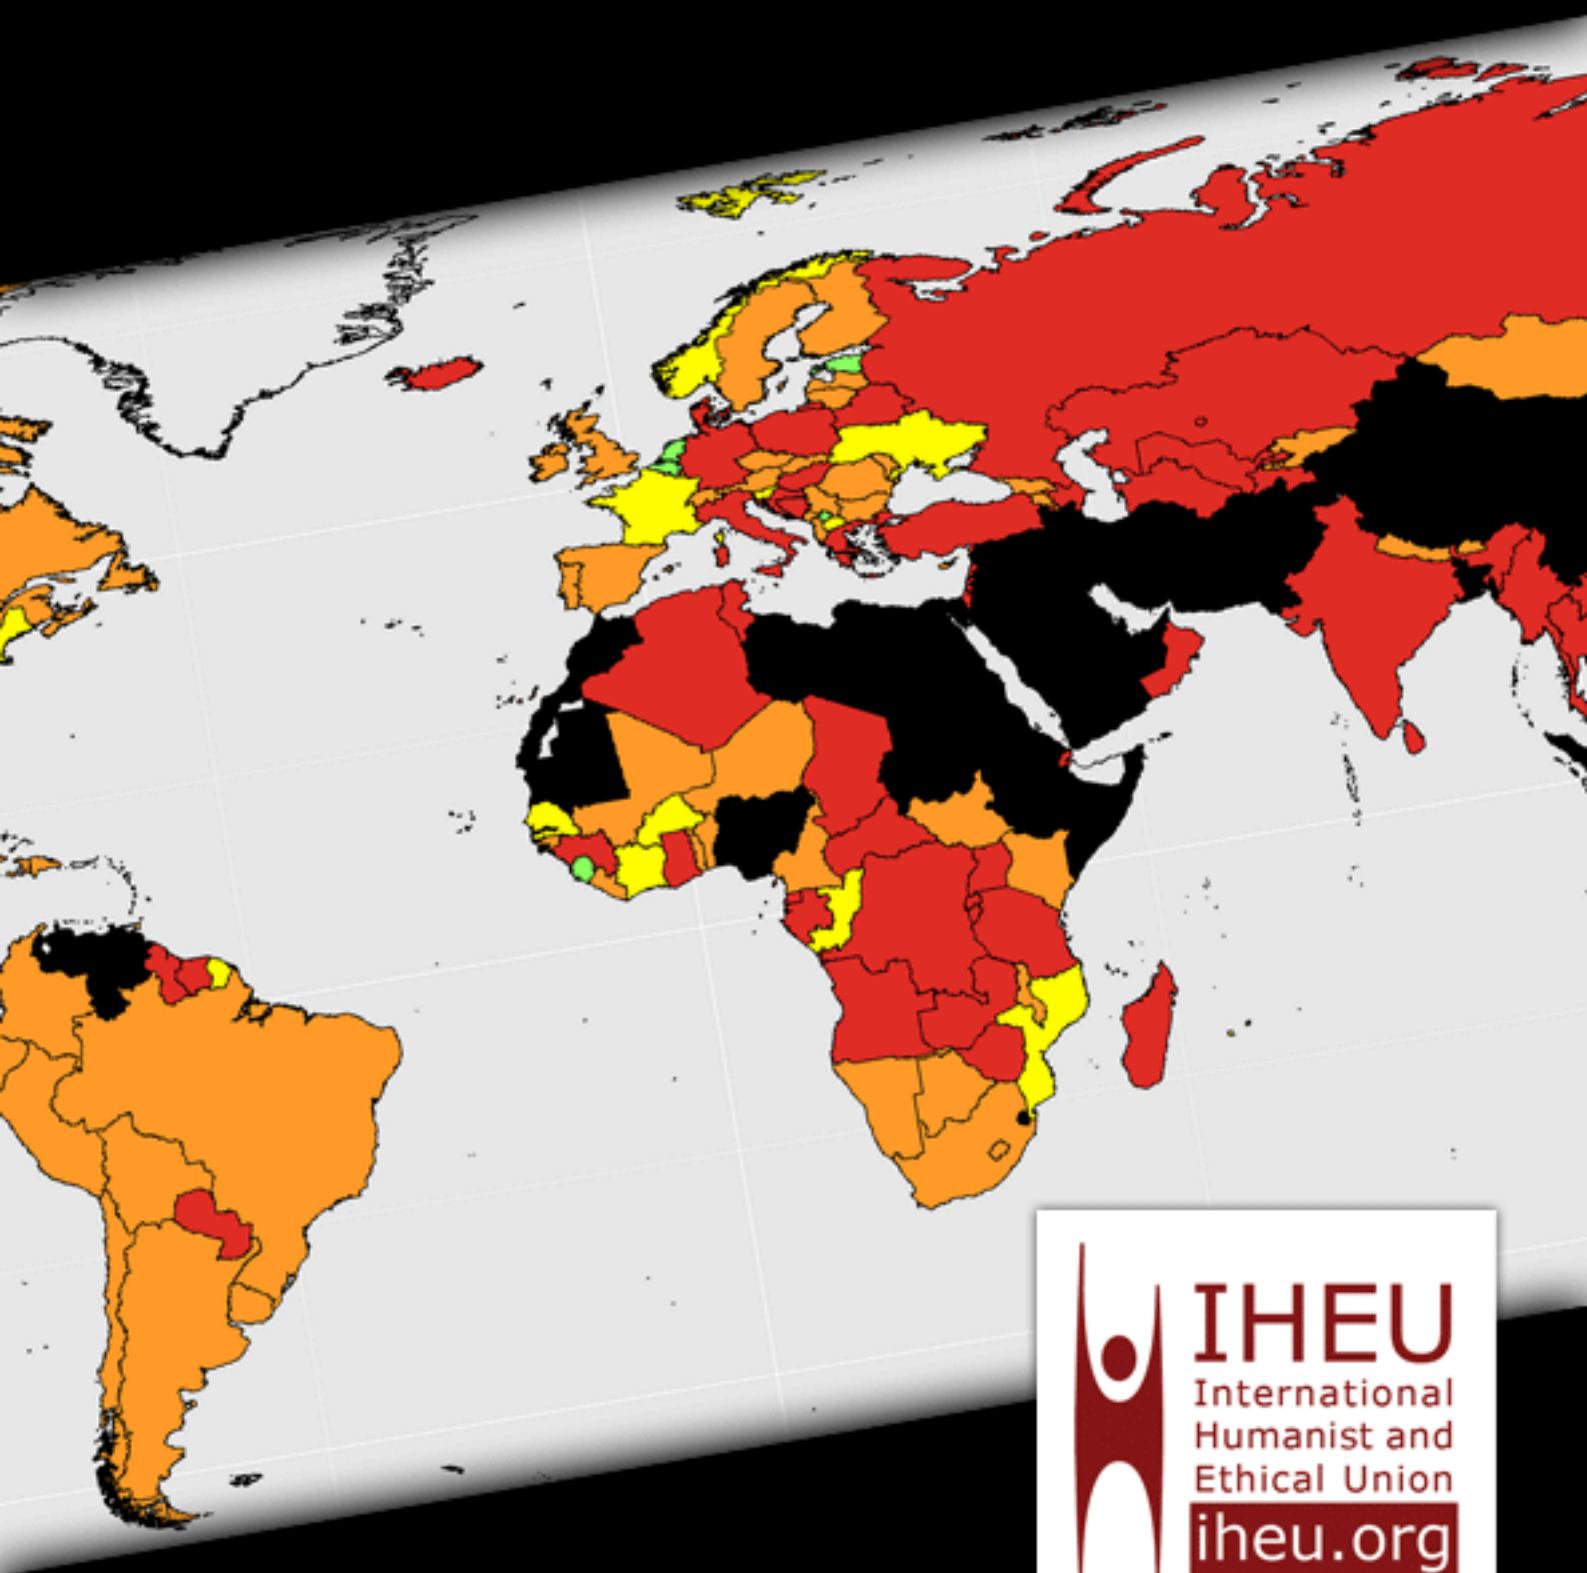 IHEU
International
Humanist and
Ethical Union
iheu.org